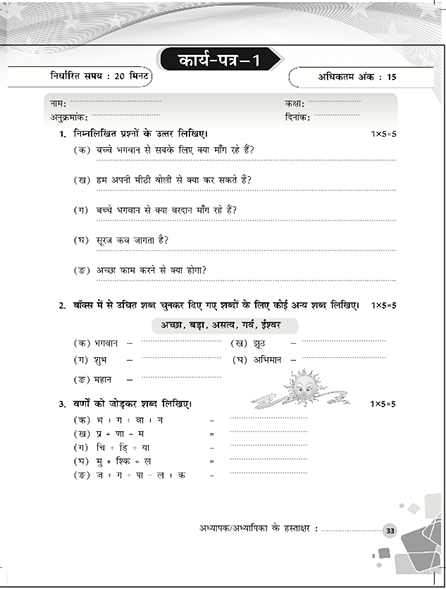 कार्य-पत्र-1
निर्धारित समय : 20 मिनट
अधिकतम अंक : 15
नाम: कक्षा:
अनुक्रमांक: दिनांक:
1. निम्नलिखित प्रश्नों के उत्तर लिखिए। 1×5=5
(क) बच्चे भगवान से सबके लिए क्या माँग रहे हैं?
(ख) हम अपनी मीठी बोली से क्या कर सकते हैं?
(ग) बच्चे भगवान से क्या वरदान माँग रहे हैं?
(घ) सूरज कब जागता है?
(ङ) अच्छा काम करने से क्या होगा?
2. बॉक्स में से उचित शब्द चुनकर दिए गए शब्दों के लिए कोई अन्य शब्द लिखिए। 1×5=5
अच्छा, बड़ा, असत्य, गर्व, ईश्वर
(क) भगवान – (ख) झूठ –
(ग) शुभ – (घ) अभिमान –
(ङ) महान –
3. वर्णों को जोड़कर शब्द लिखिए। 1×5=5
(क) भ + ग + वा + न –
(ख) प्र + णा – म =
(ग) चि + ड़ि + या –
(घ) मु + श्कि + ल =
(ङ) ज + ग + पा – ल + क –
अध्यापक/अध्यापिका के हस्ताक्षर :
33